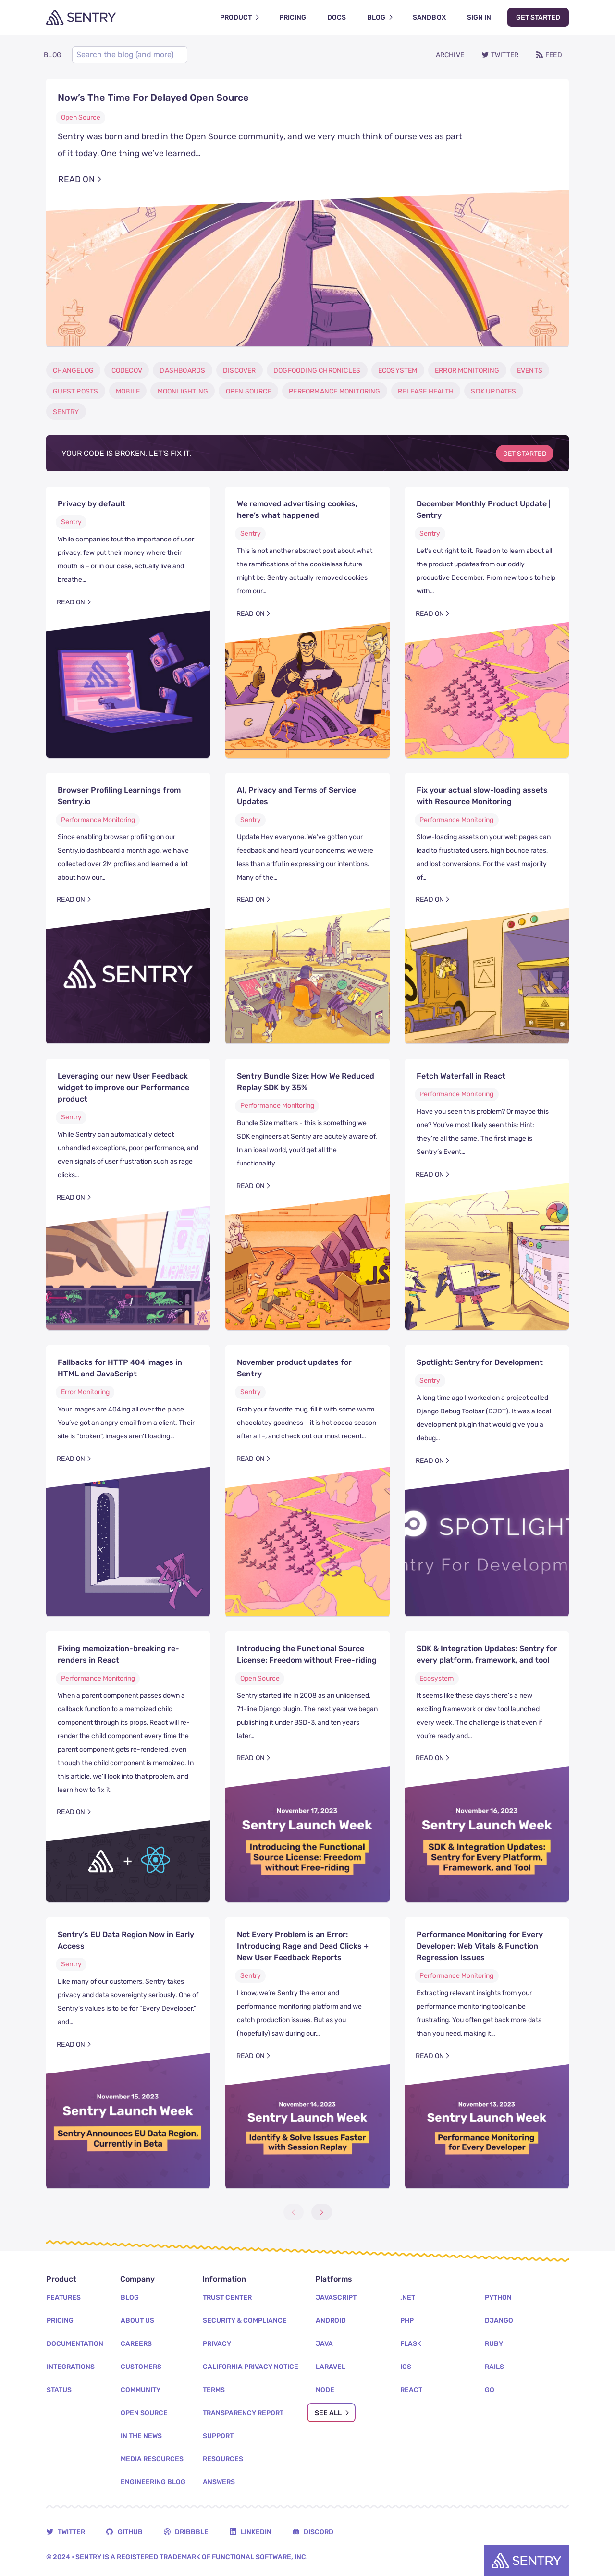 SENTRY
PRODUCT
PRICING
DOCS
BLOG
SANDBOX
SIGN IN
GET STARTED
BLOG
Search the blog (and more)
ARCHIVE
TWITTER
FEED
Now's The Time For Delayed Open Source
Open Source
Sentry was born and bred in the Open Source community, and we very much think of ourselves as part
of it today. One thing we've learned…
READ ON
CHANGELOG
CODECOV
DASHBOARDS
DISCOVER
DOGFOODING CHRONICLES
ECOSYSTEM
ERROR MONITORING
EVENTS
GUEST POSTS
MOBILE
MOONLIGHTING
OPEN SOURCE
PERFORMANCE MONITORING
RELEASE HEALTH
SDK UPDATES
SENTRY
YOUR CODE IS BROKEN. LET'S FIX IT.
GET STARTED
Privacy by default
Sentry
While companies tout the importance of user
privacy, few put their money where their
mouth is – or in our case, actually live and
breathe…
READ ON
We removed advertising cookies,
here's what happened
Sentry
This is not another abstract post about what
the ramifications of the cookieless future
might be; Sentry actually removed cookies
from our…
READ ON
December Monthly Product Update |
Sentry
Sentry
Let's cut right to it. Read on to learn about all
the product updates from our oddly
productive December. From new tools to help
with…
READ ON
Browser Profiling Learnings from
Sentry.io
Performance Monitoring
Since enabling browser profiling on our
Sentry.io dashboard a month ago, we have
collected over 2M profiles and learned a lot
about how our…
READ ON
SENTRY
AI, Privacy and Terms of Service
Updates
Sentry
Update Hey everyone. We've gotten your
feedback and heard your concerns; we were
less than artful in expressing our intentions.
Many of the…
READ ON
Fix your actual slow-loading assets
with Resource Monitoring
Performance Monitoring
Slow-loading assets on your web pages can
lead to frustrated users, high bounce rates,
and lost conversions. For the vast majority
of…
READ ON
Leveraging our new User Feedback
widget to improve our Performance
product
Sentry
While Sentry can automatically detect
unhandled exceptions, poor performance, and
even signals of user frustration such as rage
clicks…
READ ON
Sentry Bundle Size: How We Reduced
Replay SDK by 35%
Performance Monitoring
Bundle Size matters - this is something we
SDK engineers at Sentry are acutely aware of.
In an ideal world, you'd get all the
functionality…
READ ON
JS
Fetch Waterfall in React
Performance Monitoring
Have you seen this problem? Or maybe this
one? You've most likely seen this: Hint:
they're all the same. The first image is
Sentry's Event…
READ ON
Fallbacks for HTTP 404 images in
HTML and JavaScript
Error Monitoring
Your images are 404ing all over the place.
You've got an angry email from a client. Their
site is "broken", images aren't loading…
READ ON
November product updates for
Sentry
Sentry
Grab your favorite mug, fill it with some warm
chocolatey goodness – it is hot cocoa season
after all –, and check out our most recent…
READ ON
Spotlight: Sentry for Development
Sentry
A long time ago I worked on a project called
Django Debug Toolbar (DJDT). It was a local
development plugin that would give you a
debug…
READ ON
SPOTLIGHT
ntry For Developme
Fixing memoization-breaking re-
renders in React
Performance Monitoring
When a parent component passes down a
callback function to a memoized child
component through its props, React will re-
render the child component every time the
parent component gets re-rendered, even
though the child component is memoized. In
this article, we'll look into that problem, and
learn how to fix it.
READ ON
+
Introducing the Functional Source
License: Freedom without Free-riding
Open Source
Sentry started life in 2008 as an unlicensed,
71-line Django plugin. The next year we began
publishing it under BSD-3, and ten years
later…
READ ON
November 17, 2023
Sentry Launch Week
Introducing the Functional
Source License: Freedom
without Free-riding
SDK & Integration Updates: Sentry for
every platform, framework, and tool
Ecosystem
It seems like these days there's a new
exciting framework or dev tool launched
every week. The challenge is that even if
you're ready and…
READ ON
November 16, 2023
Sentry Launch Week
SDK & Integration Updates:
Sentry for Every Platform,
Framework, and Tool
Sentry's EU Data Region Now in Early
Access
Sentry
Like many of our customers, Sentry takes
privacy and data sovereignty seriously. One of
Sentry's values is to be for "Every Developer,"
and…
READ ON
November 15, 2023
Sentry Launch Week
Sentry Announces EU Data Region,
Currently in Beta
Not Every Problem is an Error:
Introducing Rage and Dead Clicks +
New User Feedback Reports
Sentry
I know, we're Sentry the error and
performance monitoring platform and we
catch production issues. But as you
(hopefully) saw during our…
READ ON
November 14, 2023
Sentry Launch Week
Identify & Solve Issues Faster
with Session Replay
Performance Monitoring for Every
Developer: Web Vitals & Function
Regression Issues
Performance Monitoring
Extracting relevant insights from your
performance monitoring tool can be
frustrating. You often get back more data
than you need, making it…
READ ON
November 13, 2023
Sentry Launch Week
Performance Monitoring
for Every Developer
Product
FEATURES
PRICING
DOCUMENTATION
INTEGRATIONS
STATUS
Company
BLOG
ABOUT US
CAREERS
CUSTOMERS
COMMUNITY
OPEN SOURCE
IN THE NEWS
MEDIA RESOURCES
ENGINEERING BLOG
Information
TRUST CENTER
SECURITY & COMPLIANCE
PRIVACY
CALIFORNIA PRIVACY NOTICE
TERMS
TRANSPARENCY REPORT
SUPPORT
RESOURCES
ANSWERS
Platforms
JAVASCRIPT
ANDROID
JAVA
LARAVEL
NODE
SEE ALL
.NET
PHP
FLASK
IOS
REACT
PYTHON
DJANGO
RUBY
RAILS
GO
TWITTER
GITHUB
DRIBBBLE
LINKEDIN
DISCORD
© 2024 • SENTRY IS A REGISTERED TRADEMARK OF FUNCTIONAL SOFTWARE, INC.
SENTRY